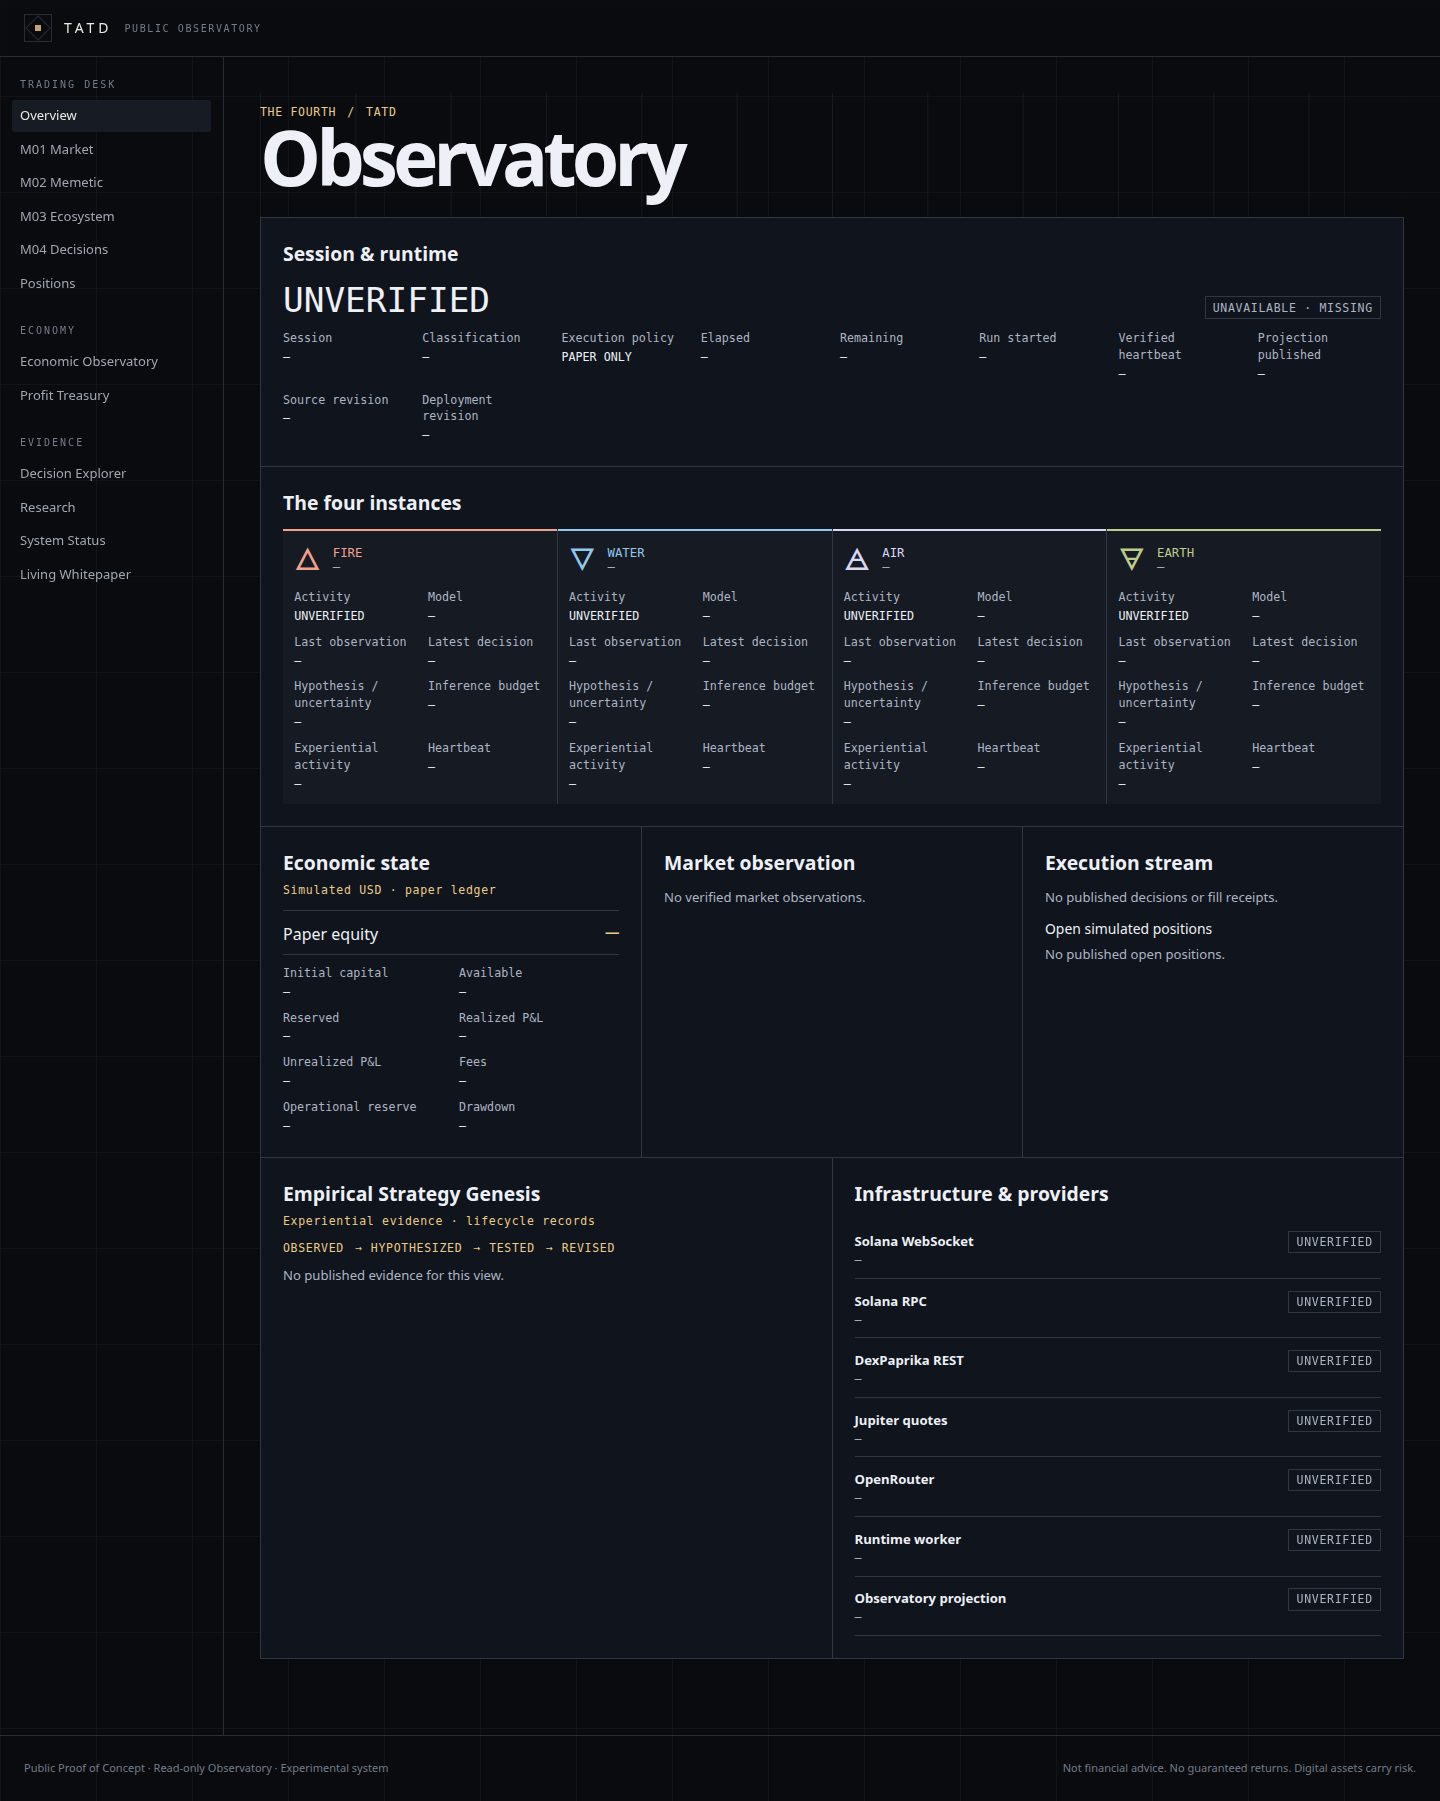 TATD PUBLIC OBSERVATORY
TRADING DESK
Overview
M01 Market
M02 Memetic
M03 Ecosystem
M04 Decisions
Positions
ECONOMY
Economic Observatory
Profit Treasury
EVIDENCE
Decision Explorer
Research
System Status
Living Whitepaper
THE FOURTH / TATD
Observatory
Session & runtime
UNVERIFIED
UNAVAILABLE · MISSING
Session
—
Classification
—
Execution policy
PAPER ONLY
Elapsed
—
Remaining
—
Run started
—
Verified
heartbeat
—
Projection
published
—
Source revision
—
Deployment
revision
—
The four instances
FIRE
—
Activity
UNVERIFIED
Model
—
Last observation
—
Latest decision
—
Hypothesis /
uncertainty
—
Inference budget
—
Experiential
activity
—
Heartbeat
—
WATER
—
Activity
UNVERIFIED
Model
—
Last observation
—
Latest decision
—
Hypothesis /
uncertainty
—
Inference budget
—
Experiential
activity
—
Heartbeat
—
AIR
—
Activity
UNVERIFIED
Model
—
Last observation
—
Latest decision
—
Hypothesis /
uncertainty
—
Inference budget
—
Experiential
activity
—
Heartbeat
—
EARTH
—
Activity
UNVERIFIED
Model
—
Last observation
—
Latest decision
—
Hypothesis /
uncertainty
—
Inference budget
—
Experiential
activity
—
Heartbeat
—
Economic state
Simulated USD · paper ledger
Paper equity —
Initial capital
—
Available
—
Reserved
—
Realized P&L
—
Unrealized P&L
—
Fees
—
Operational reserve
—
Drawdown
—
Market observation
No verified market observations.
Execution stream
No published decisions or fill receipts.
Open simulated positions
No published open positions.
Empirical Strategy Genesis
Experiential evidence · lifecycle records
OBSERVED → HYPOTHESIZED → TESTED → REVISED
No published evidence for this view.
Infrastructure & providers
Solana WebSocket UNVERIFIED
—
Solana RPC UNVERIFIED
—
DexPaprika REST UNVERIFIED
—
Jupiter quotes UNVERIFIED
—
OpenRouter UNVERIFIED
—
Runtime worker UNVERIFIED
—
Observatory projection UNVERIFIED
—
Public Proof of Concept · Read-only Observatory · Experimental system
Not financial advice. No guaranteed returns. Digital assets carry risk.